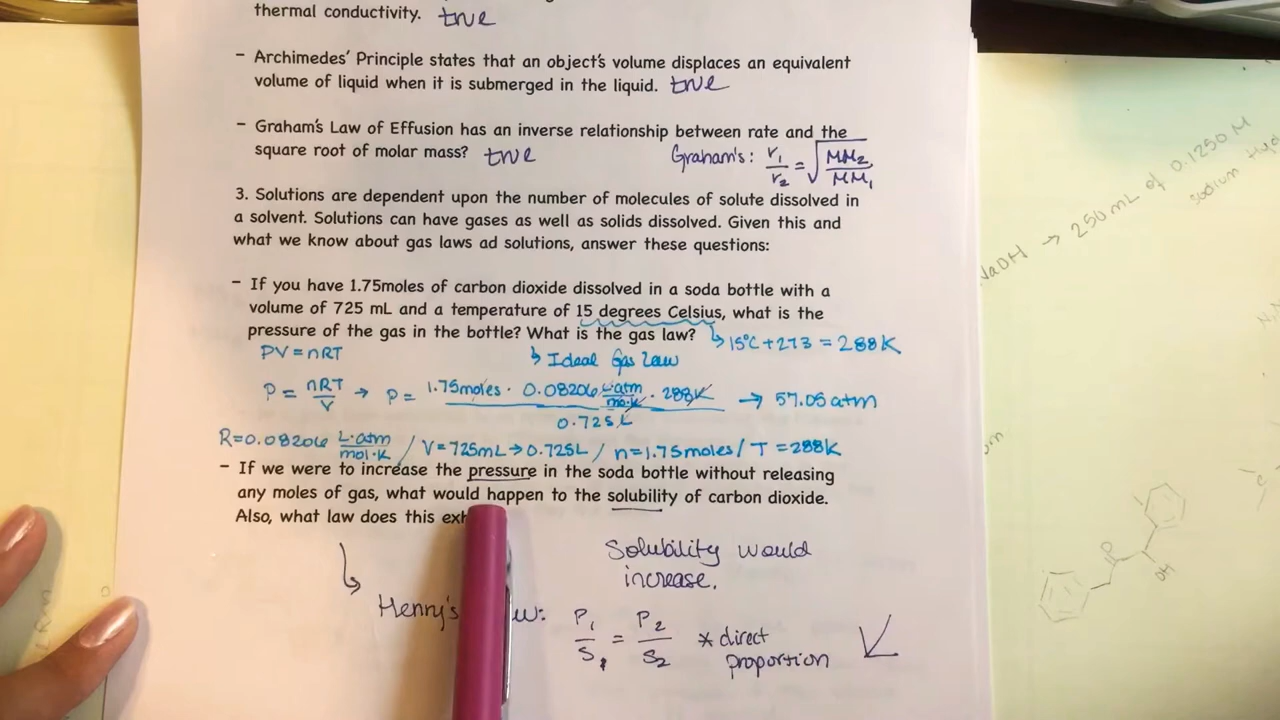 thermal conductivity. true
- Archimedes' Principle states that an object's volume displaces an equivalent
volume of liquid when it is submerged in the liquid. true
- Graham's Law of Effusion has an inverse relationship between rate and the
square root of molar mass? true Graham's: r₁/r₂ = √(MM₂/MM₁)
3. Solutions are dependent upon the number of molecules of solute dissolved in
a solvent. Solutions can have gases as well as solids dissolved. Given this and
what we know about gas laws ad solutions, answer these questions:
- If you have 1.75moles of carbon dioxide dissolved in a soda bottle with a
volume of 725 mL and a temperature of 15 degrees Celsius, what is the
pressure of the gas in the bottle? What is the gas law? ↳ 15°C + 273 = 288K
PV = nRT ↳ Ideal Gas Law
P = nRT/V → P = 1.75moles · 0.08206 L·atm/mol·K · 288K / 0.725L → 57.05 atm
R = 0.08206 L·atm/mol·K / V = 725mL → 0.725L / n = 1.75moles / T = 288K
- If we were to increase the pressure in the soda bottle without releasing
any moles of gas, what would happen to the solubility of carbon dioxide.
Also, what law does this
Solubility would
increase.
Henry's P₁/S₁ = P₂/S₂ * direct
proportion
NaOH → 250 mL of 0.1250 M
sodium
P
OH